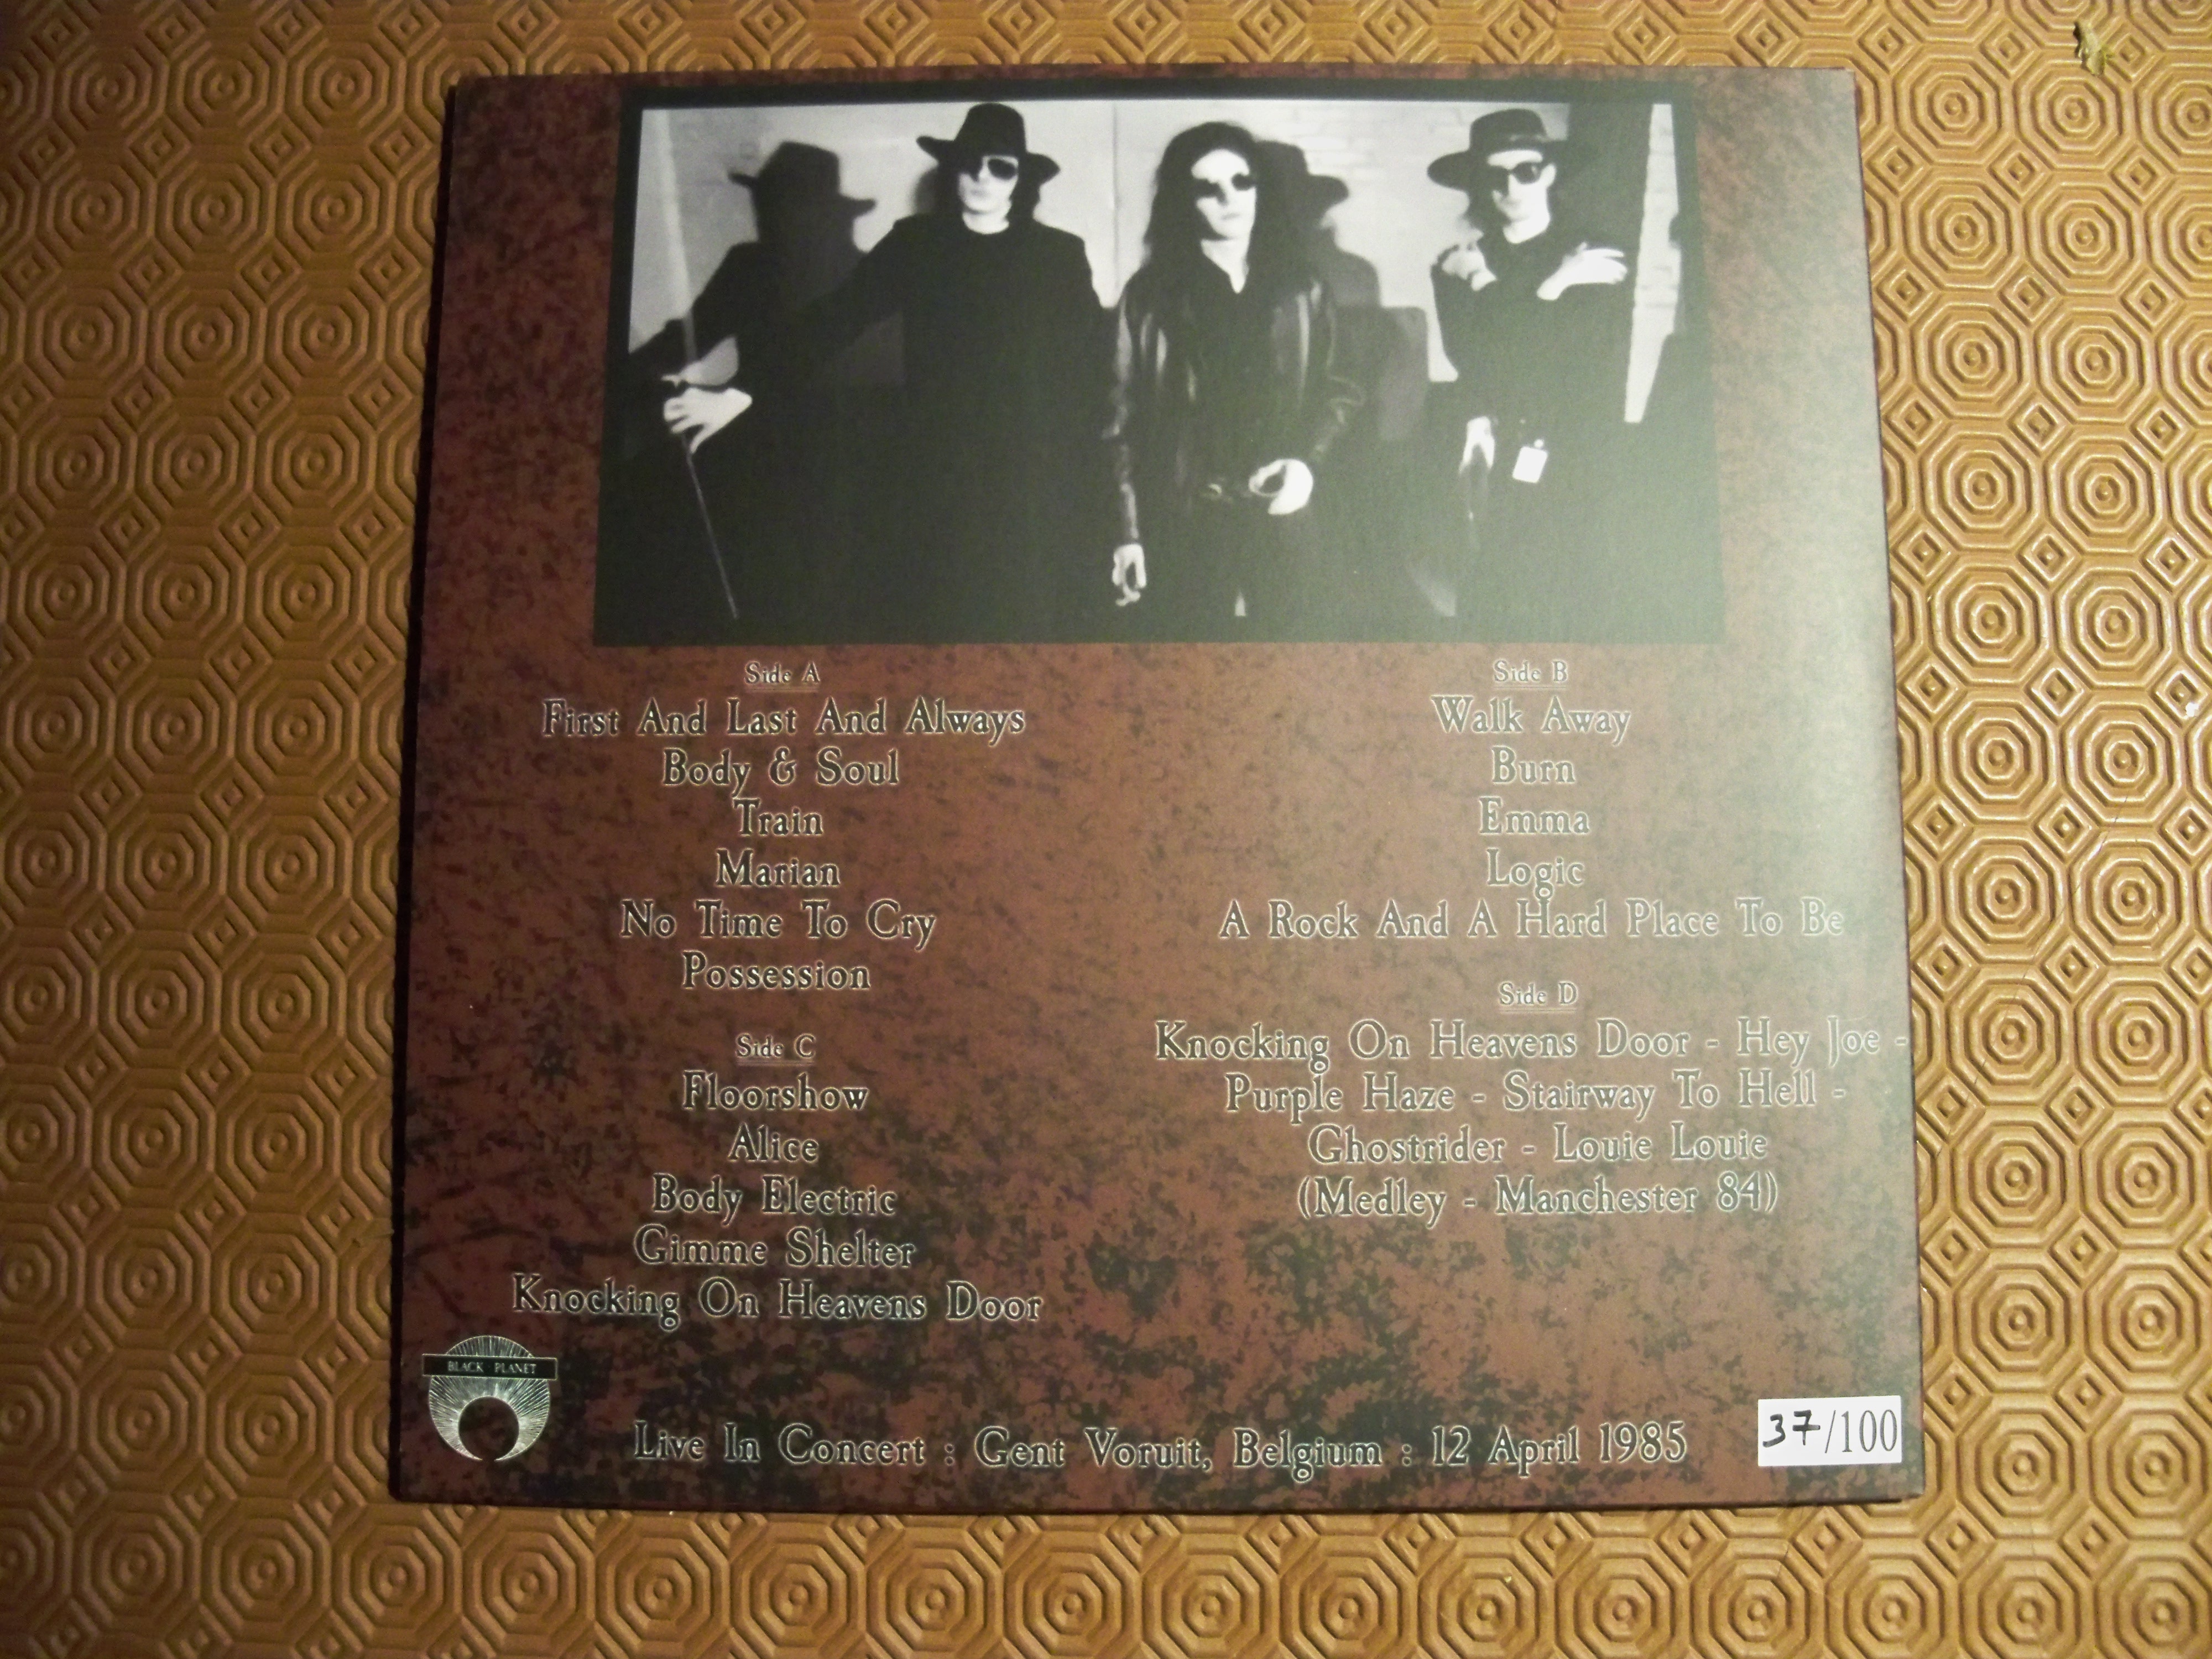 Side A
First And Last And Always
Body & Soul
Train
Marian
No Time To Cry
Possession
Side B
Walk Away
Burn
Emma
Logic
A Rock And A Hard Place To Be
Side C
Floorshow
Alice
Body Electric
Gimme Shelter
Knocking On Heavens Door
Side D
Knocking On Heavens Door - Hey Joe -
Purple Haze - Stairway To Hell -
Ghostrider - Louie Louie
(Medley - Manchester 84)
BLACK PLANET
Live In Concert : Gent Voruit, Belgium : 12 April 1985
37/100